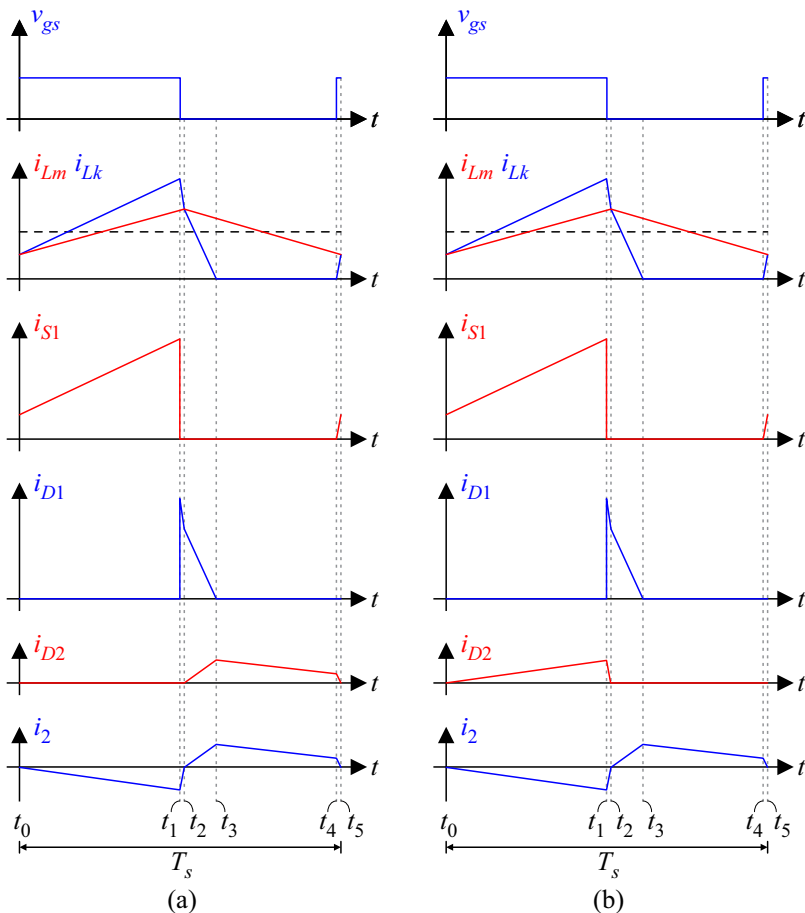 v_gs v_gs
t t
i_Lm i_Lk i_Lm i_Lk
t t
i_S1 i_S1
t t
i_D1 i_D1
t t
i_D2 i_D2
t t
i_2 i_2
t t
t_0 t_1 t_2 t_3 t_4 t_5 t_0 t_1 t_2 t_3 t_4 t_5
T_s T_s
(a) (b)